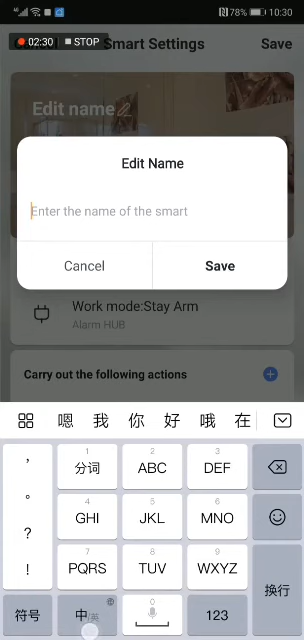 78% 10:30
02:30 STOP Smart Settings Save
Edit name
Edit Name
Enter the name of the smart
Cancel Save
Work mode:Stay Arm
Alarm HUB
Carry out the following actions
嗯 我 你 好 哦 在
, 1 分词 2 ABC 3 DEF
。 4 GHI 5 JKL 6 MNO
?
! 7 PQRS 8 TUV 9 WXYZ 换行
符号 中/英 0 123